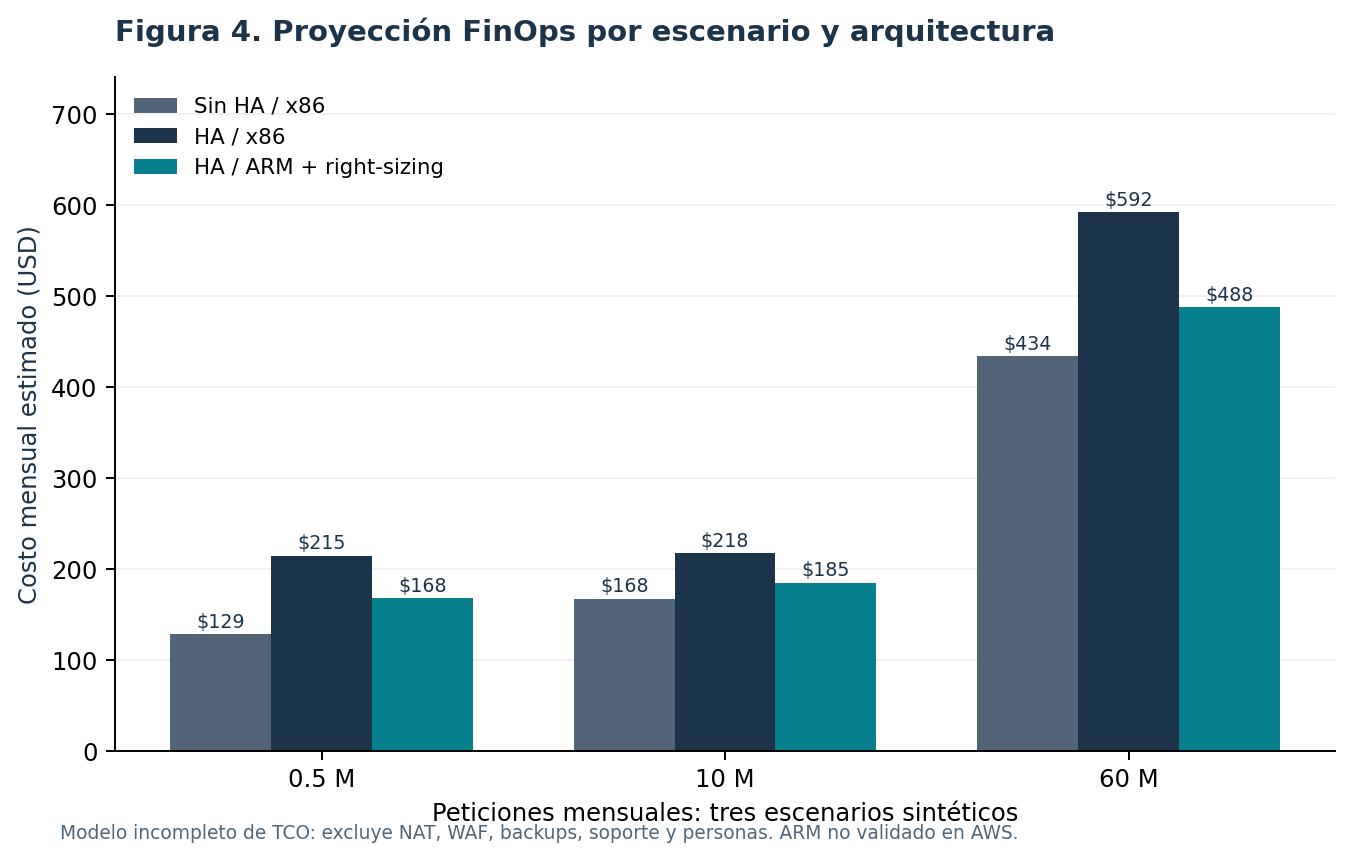 Figura 4. Proyección FinOps por escenario y arquitectura
Sin HA / x86
HA / x86
HA / ARM + right-sizing
Costo mensual estimado (USD)
700
600
500
400
300
200
100
0
$129
$215
$168
$168
$218
$185
$434
$592
$488
0.5 M
10 M
60 M
Peticiones mensuales: tres escenarios sintéticos
Modelo incompleto de TCO: excluye NAT, WAF, backups, soporte y personas. ARM no validado en AWS.